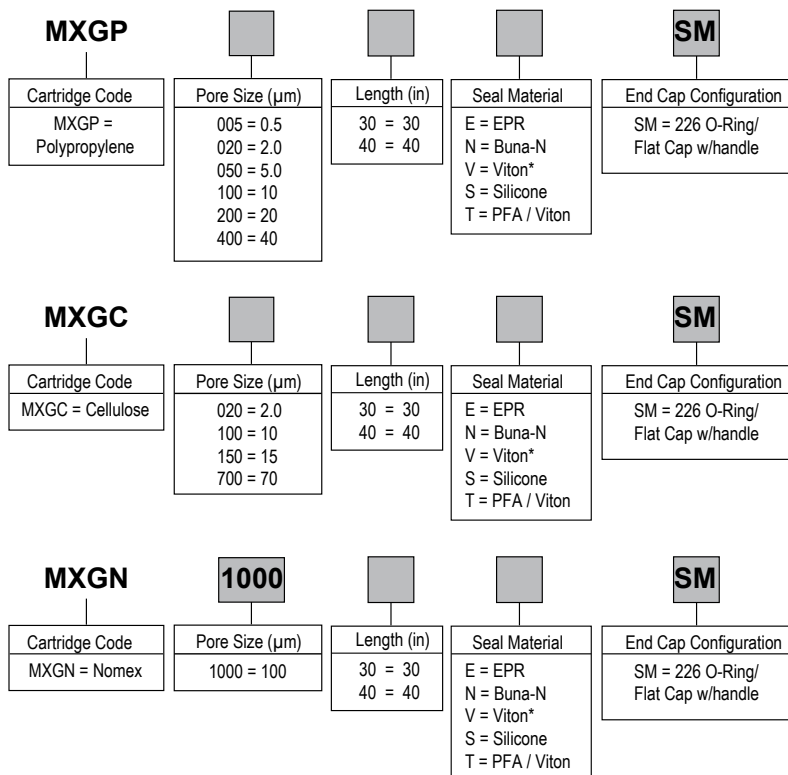 MXGP
SM
Cartridge Code
MXGP =
Polypropylene
Pore Size (µm)
005 = 0.5
020 = 2.0
050 = 5.0
100 = 10
200 = 20
400 = 40
Length (in)
30 = 30
40 = 40
Seal Material
E = EPR
N = Buna-N
V = Viton*
S = Silicone
T = PFA / Viton
End Cap Configuration
SM = 226 O-Ring/
Flat Cap w/handle
MXGC
SM
Cartridge Code
MXGC = Cellulose
Pore Size (µm)
020 = 2.0
100 = 10
150 = 15
700 = 70
Length (in)
30 = 30
40 = 40
Seal Material
E = EPR
N = Buna-N
V = Viton*
S = Silicone
T = PFA / Viton
End Cap Configuration
SM = 226 O-Ring/
Flat Cap w/handle
MXGN
1000
SM
Cartridge Code
MXGN = Nomex
Pore Size (µm)
1000 = 100
Length (in)
30 = 30
40 = 40
Seal Material
E = EPR
N = Buna-N
V = Viton*
S = Silicone
T = PFA / Viton
End Cap Configuration
SM = 226 O-Ring/
Flat Cap w/handle